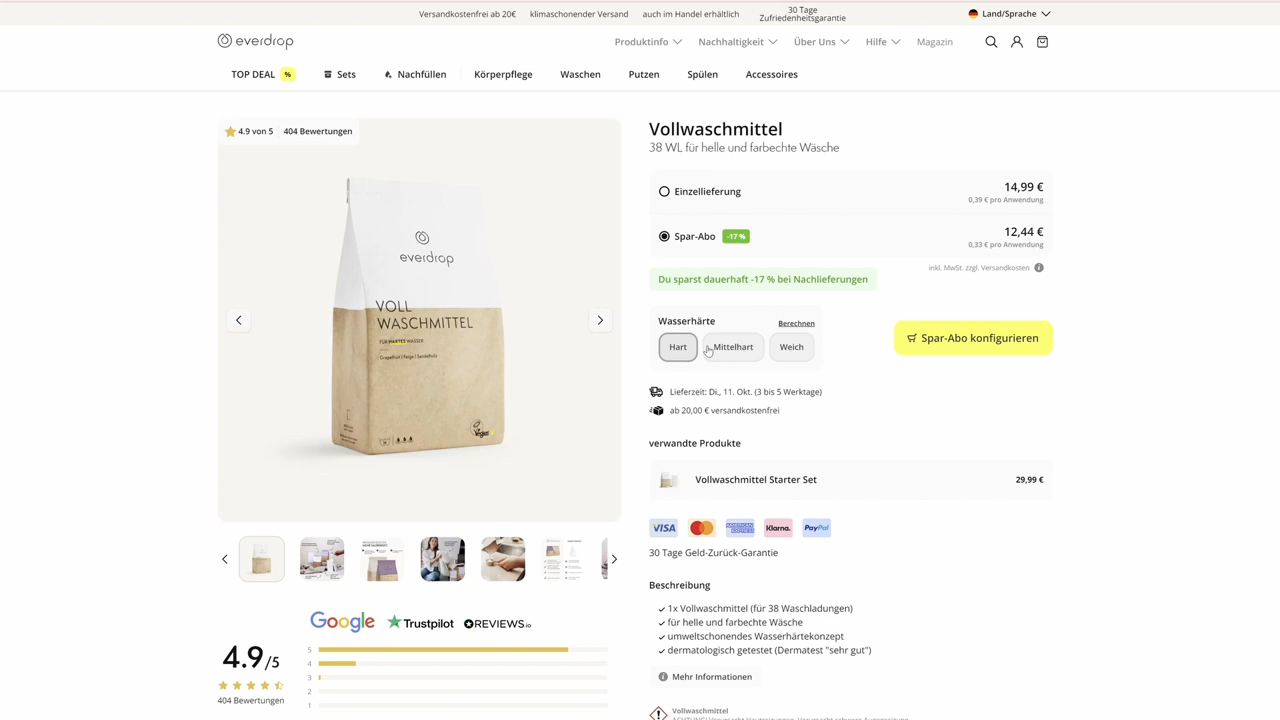 Versandkostenfrei ab 20€ klimaschonender Versand auch im Handel erhältlich 30 Tage Zufriedenheitsgarantie Land/Sprache
everdrop Produktinfo Nachhaltigkeit Über Uns Hilfe Magazin
TOP DEAL % Sets Nachfüllen Körperpflege Waschen Putzen Spülen Accessoires
4.9 von 5 404 Bewertungen
everdrop
VOLL
WASCHMITTEL
FÜR HARTES WASSER
Vollwaschmittel
38 WL für helle und farbechte Wäsche
Einzellieferung 14,99 €
0,39 € pro Anwendung
Spar-Abo -17 % 12,44 €
0,33 € pro Anwendung
inkl. MwSt. zzgl. Versandkosten
Du sparst dauerhaft -17 % bei Nachlieferungen
Wasserhärte Berechnen
Hart Mittelhart Weich
Spar-Abo konfigurieren
Lieferzeit: Di., 11. Okt. (3 bis 5 Werktage)
ab 20,00 € versandkostenfrei
verwandte Produkte
Vollwaschmittel Starter Set 29,99 €
VISA AMERICAN EXPRESS Klarna. PayPal
30 Tage Geld-Zurück-Garantie
Beschreibung
1x Vollwaschmittel (für 38 Waschladungen)
für helle und farbechte Wäsche
umweltschonendes Wasserhärtekonzept
dermatologisch getestet (Dermatest "sehr gut")
Mehr Informationen
Vollwaschmittel
Google Trustpilot REVIEWS.io
4.9/5
404 Bewertungen
5
4
3
2
1